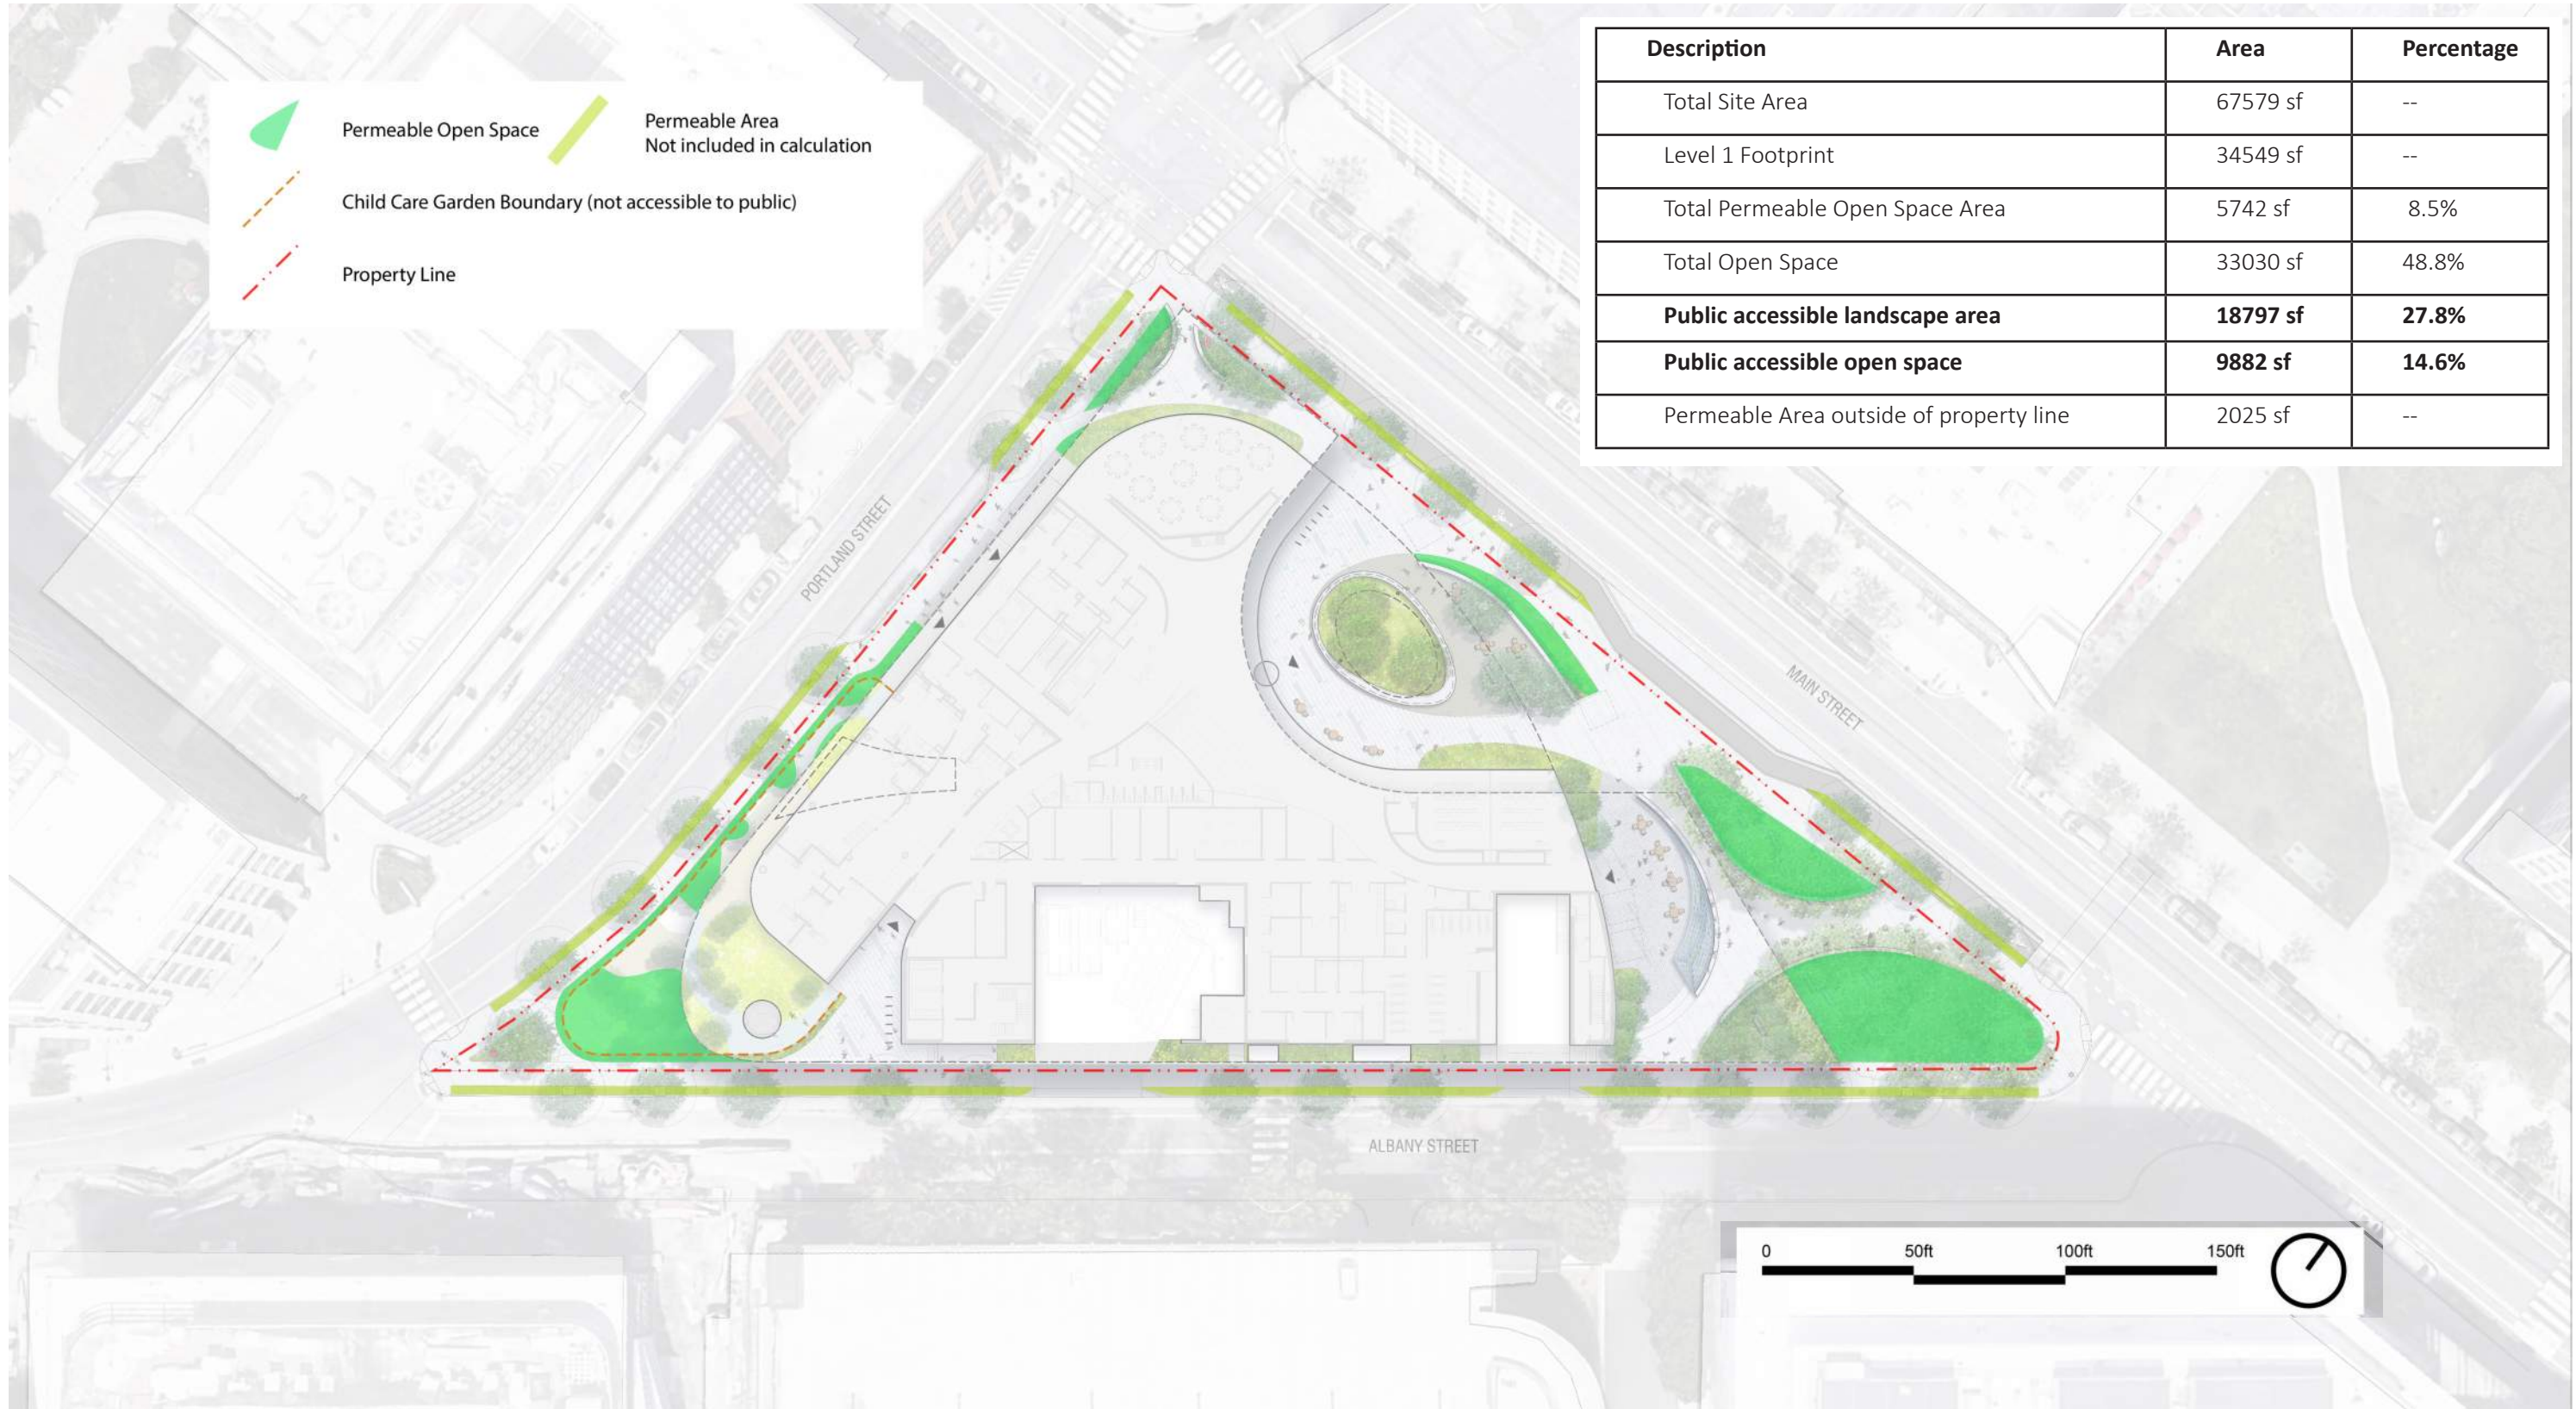 Permeable Open Space
Permeable Area
Not included in calculation
Child Care Garden Boundary (not accessible to public)
Property Line
Description Area Percentage
Total Site Area 67579 sf --
Level 1 Footprint 34549 sf --
Total Permeable Open Space Area 5742 sf 8.5%
Total Open Space 33030 sf 48.8%
Public accessible landscape area 18797 sf 27.8%
Public accessible open space 9882 sf 14.6%
Permeable Area outside of property line 2025 sf --
PORTLAND STREET
MAIN STREET
ALBANY STREET
0 50ft 100ft 150ft